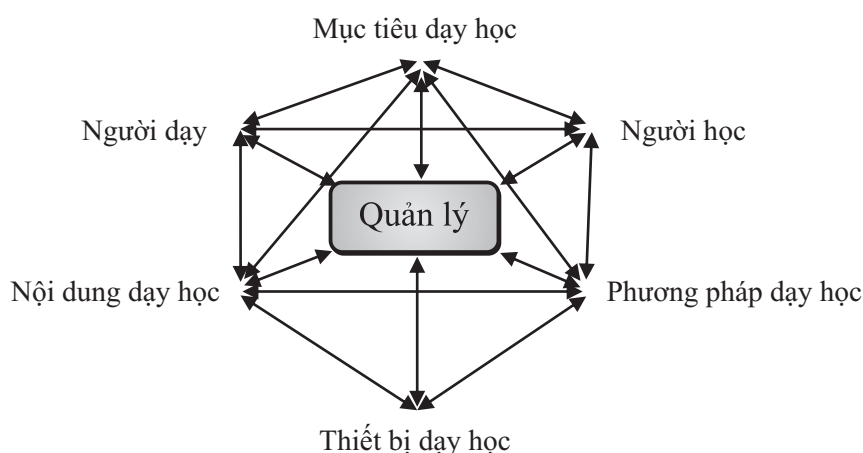 Mục tiêu dạy học
Người dạy
Người học
Quản lý
Nội dung dạy học
Phương pháp dạy học
Thiết bị dạy học